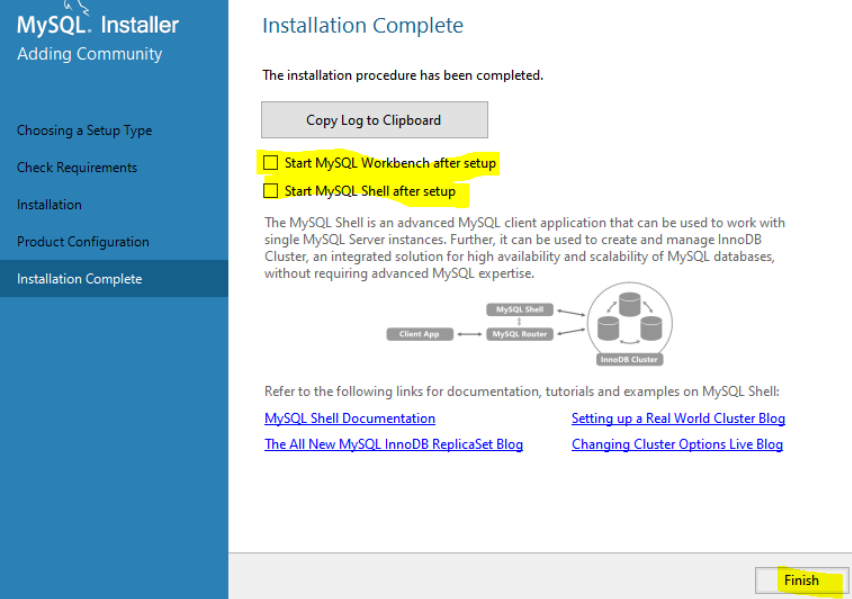 MySQL. Installer
Adding Community
Choosing a Setup Type
Check Requirements
Installation
Product Configuration
Installation Complete
Installation Complete
The installation procedure has been completed.
Copy Log to Clipboard
Start MySQL Workbench after setup
Start MySQL Shell after setup
The MySQL Shell is an advanced MySQL client application that can be used to work with
single MySQL Server instances. Further, it can be used to create and manage InnoDB
Cluster, an integrated solution for high availability and scalability of MySQL databases,
without requiring advanced MySQL expertise.
MySQL Shell
Client App
MySQL Router
InnoDB Cluster
Refer to the following links for documentation, tutorials and examples on MySQL Shell:
MySQL Shell Documentation
Setting up a Real World Cluster Blog
The All New MySQL InnoDB ReplicaSet Blog
Changing Cluster Options Live Blog
Finish